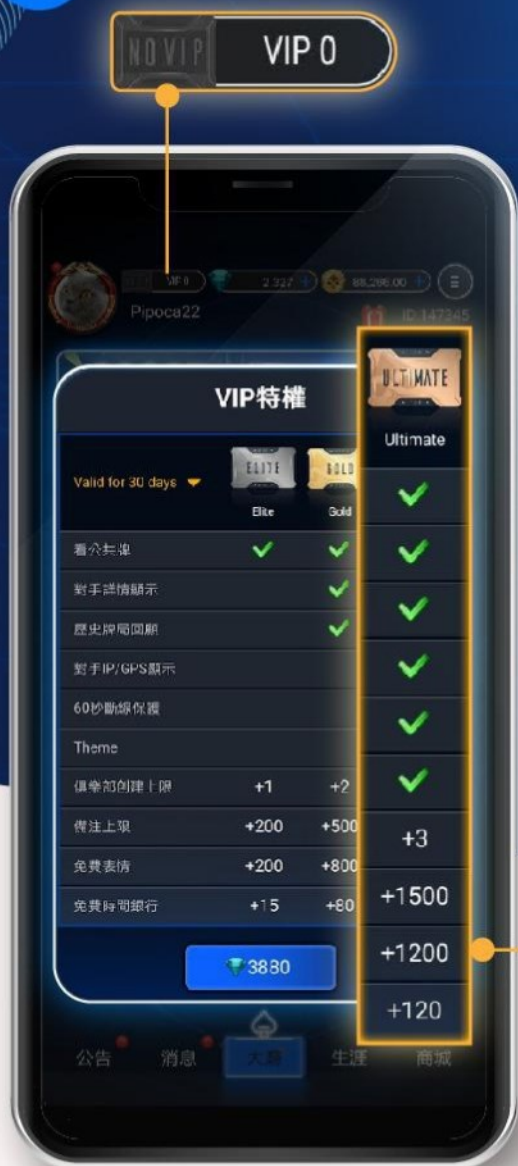 NO VIP VIP 0
VIP 0 2,327
Pipoca22 ID:147345
VIP特權
ULTIMATE
Ultimate
Valid for 30 days
ELITE GOLD
Elite Gold
看公共牌
對手詳情顯示
歷史牌局回顧
對手IP/GPS顯示
60秒斷線保護
Theme
俱樂部創建上限 +1 +2 +3
備注上限 +200 +500 +1500
免費表情 +200 +800 +1200
免費時間銀行 +15 +80 +120
3880
公告 消息 大廳 生涯 商城